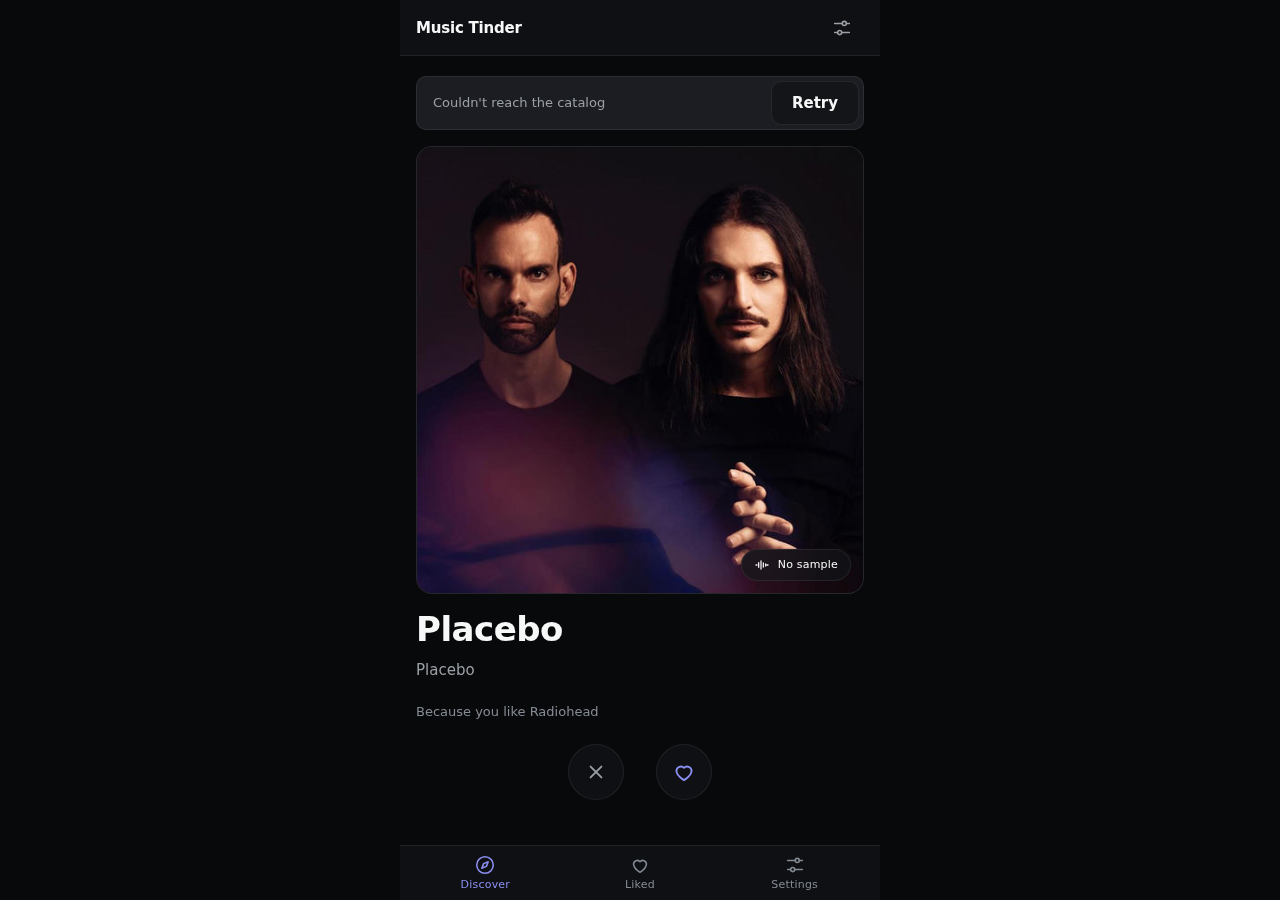 Music Tinder
Couldn't reach the catalog
Retry
No sample
Placebo
Placebo
Because you like Radiohead
Discover
Liked
Settings